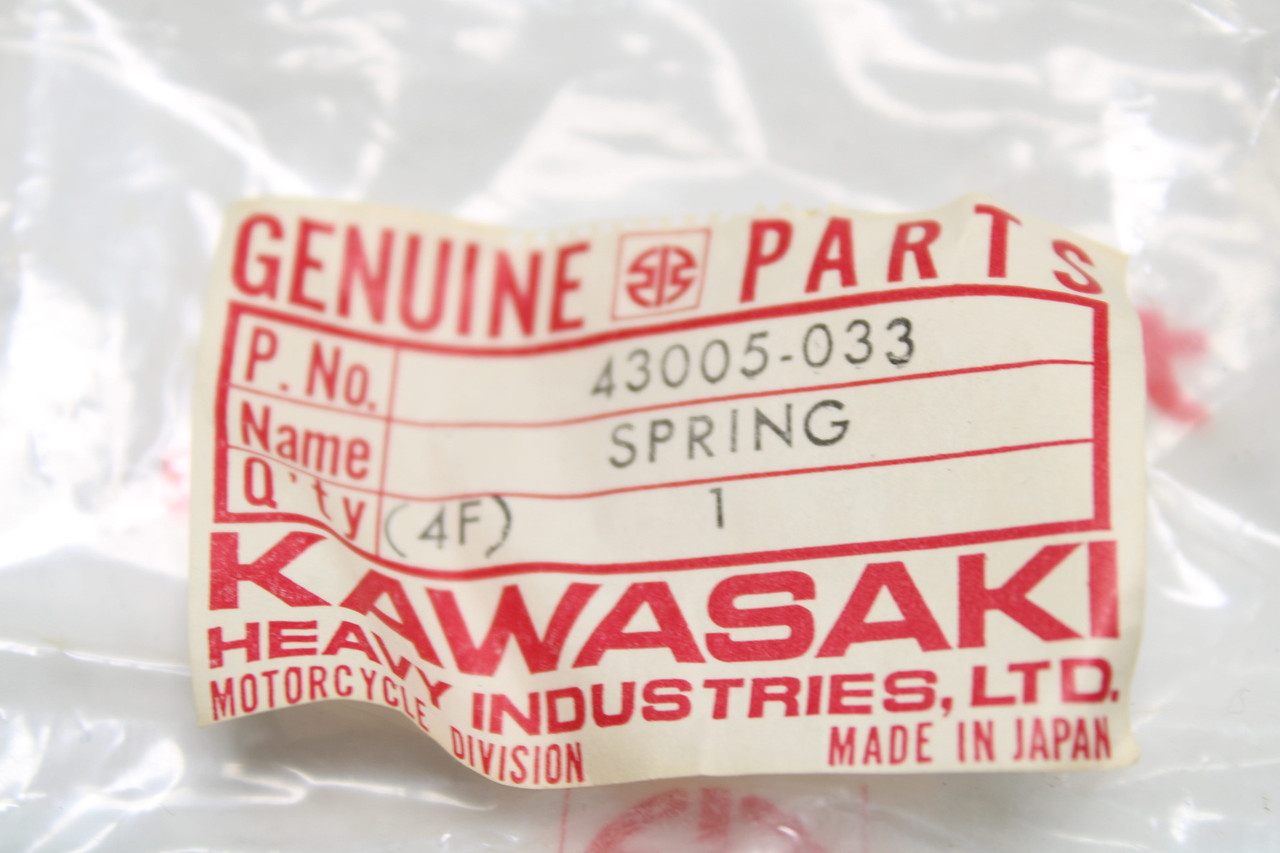 GENUINE PARTS
P. No. 43005-033
Name SPRING
Q'ty (4F) 1
KAWASAKI
HEAVY INDUSTRIES, LTD.
MOTORCYCLE DIVISION MADE IN JAPAN